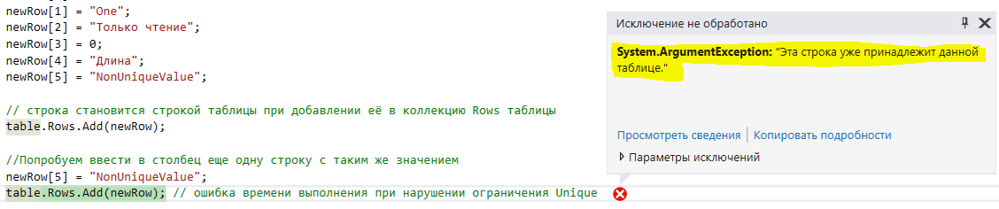 newRow[1] = "One";
newRow[2] = "Только чтение";
newRow[3] = 0;
newRow[4] = "Длина";
newRow[5] = "NonUniqueValue";
// строка становится строкой таблицы при добавлении её в коллекцию Rows таблицы
table.Rows.Add(newRow);
//Попробуем ввести в столбец еще одну строку с таким же значением
newRow[5] = "NonUniqueValue";
table.Rows.Add(newRow); // ошибка времени выполнения при нарушении ограничения Unique
Исключение не обработано
System.ArgumentException: "Эта строка уже принадлежит данной
таблице."
Просмотреть сведения | Копировать подробности
Параметры исключений